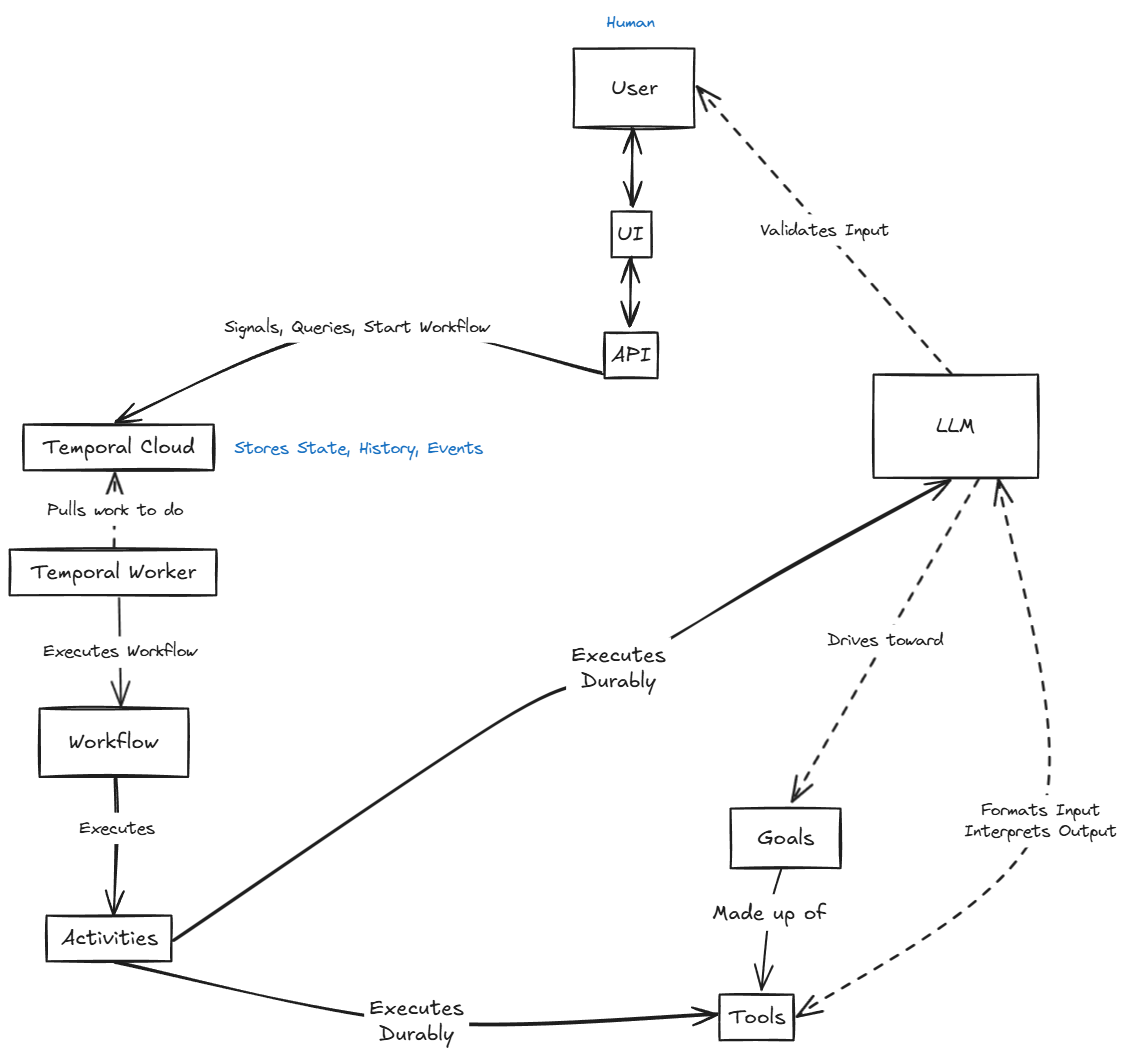 Human
User
UI
Validates Input
Signals, Queries, Start Workflow
API
LLM
Temporal Cloud
Stores State, History, Events
Pulls work to do
Temporal Worker
Executes Workflow
Drives toward
Executes
Durably
Workflow
Executes
Formats Input
Interprets Output
Goals
Made up of
Activities
Executes
Durably
Tools